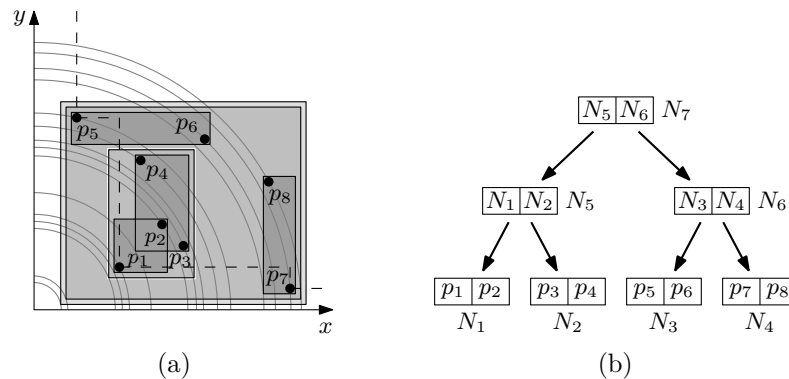 y
p5
p6
p4
p8
p2
p1
p3
p7
x
(a)
N5 N6 N7
N1 N2 N5
N3 N4 N6
p1 p2
p3 p4
p5 p6
p7 p8
N1
N2
N3
N4
(b)